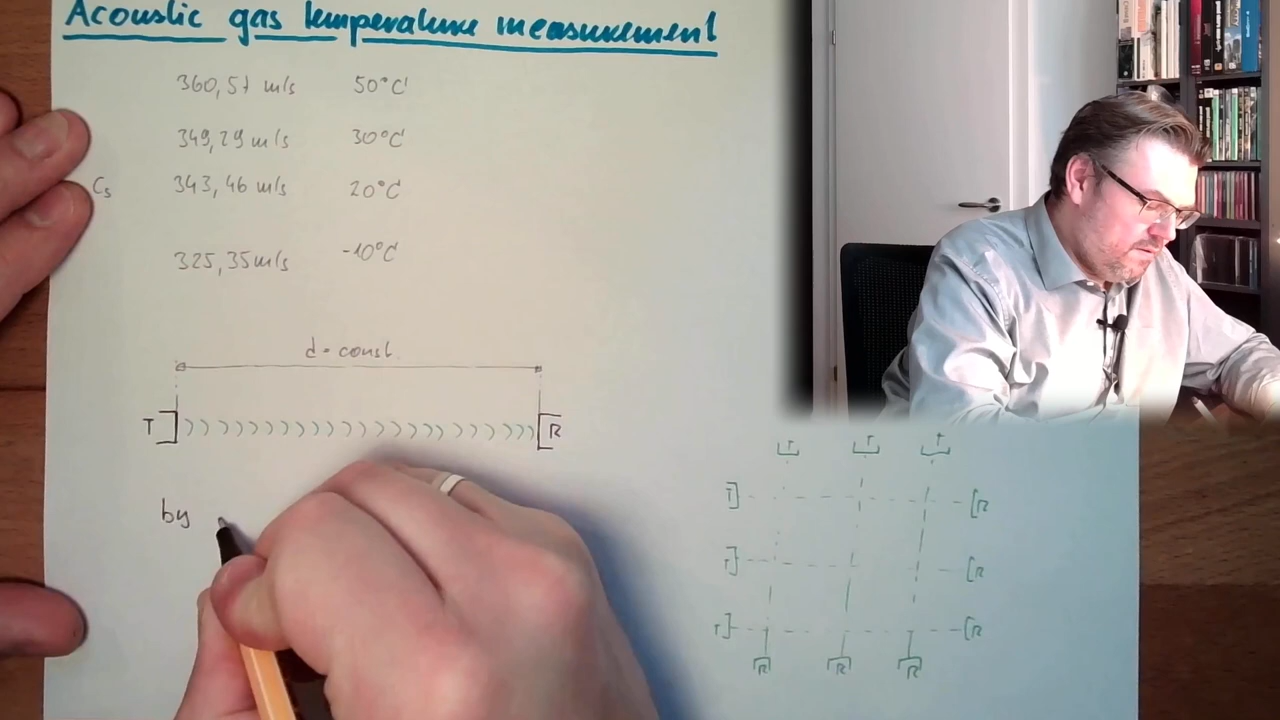 Acoustic gas temperature measurement
360,57 m/s 50°C
349,29 m/s 30°C
Cs 343,46 m/s 20°C
325,35 m/s -10°C
d = const.
T R
by
T T T
T R
T R
T R
R R R